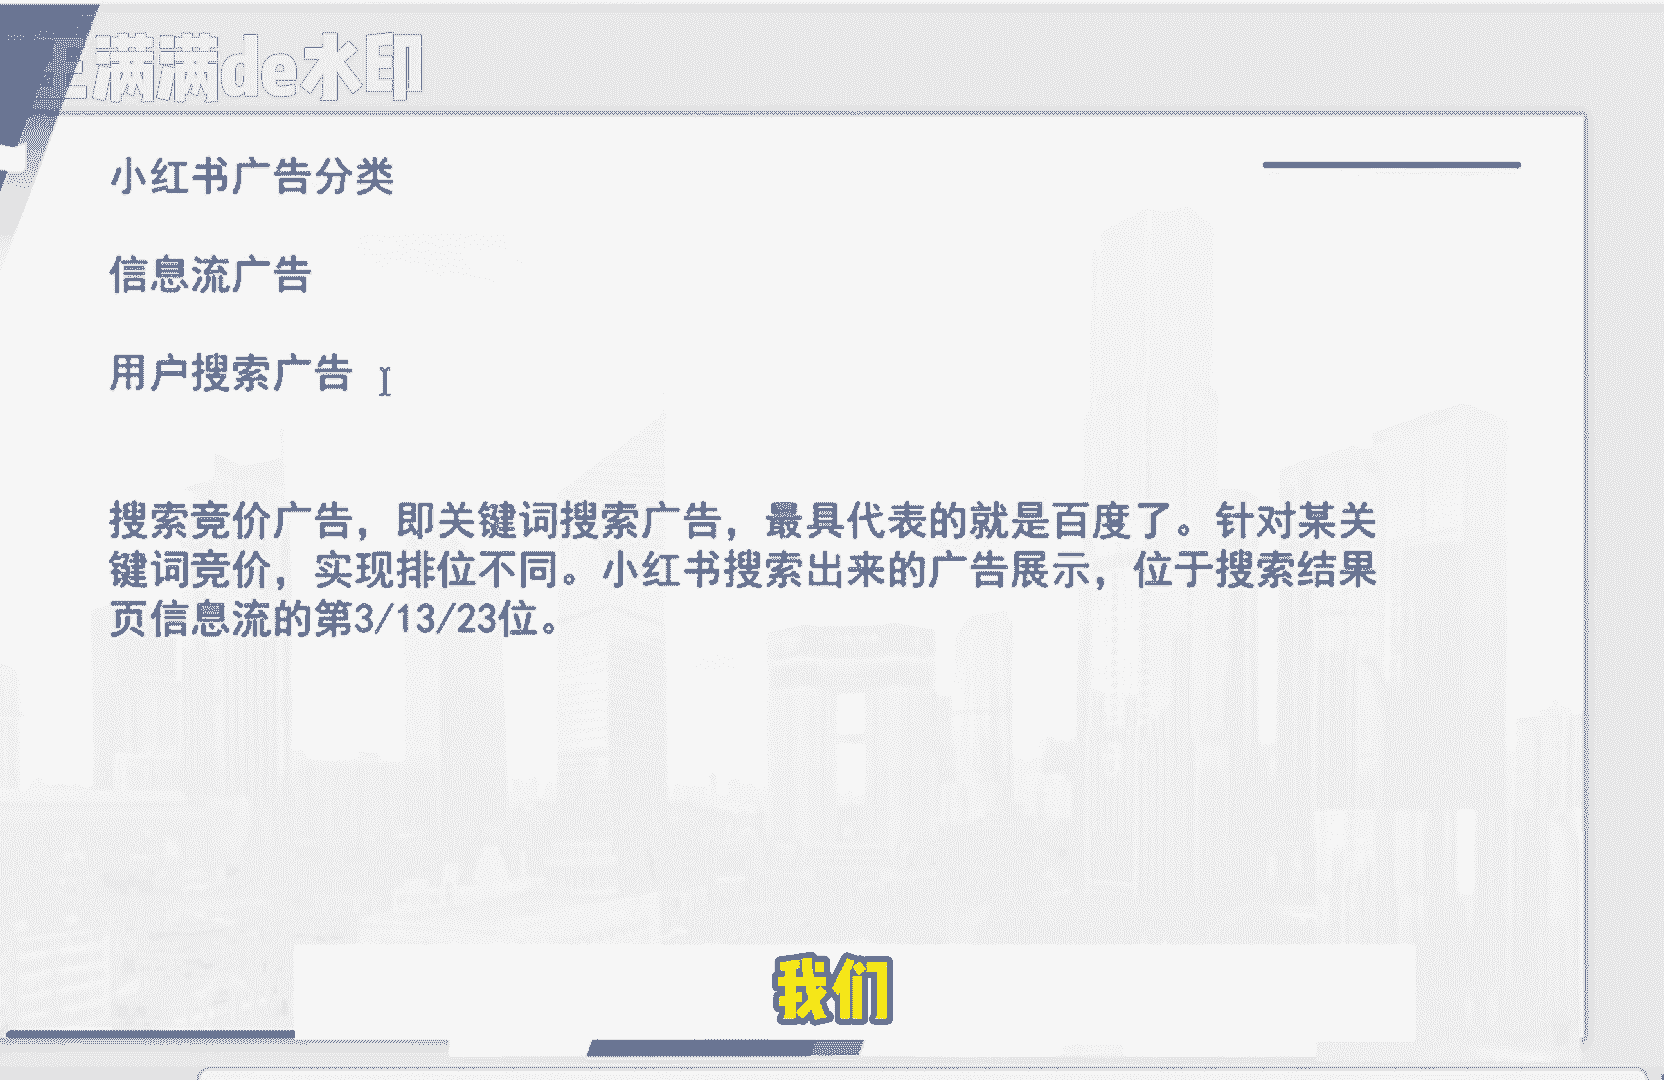 满满de水印
小红书广告分类
信息流广告
用户搜索广告
搜索竞价广告，即关键词搜索广告，最具代表的就是百度了。针对某关
键词竞价，实现排位不同。小红书搜索出来的广告展示，位于搜索结果
页信息流的第3/13/23位。
我们